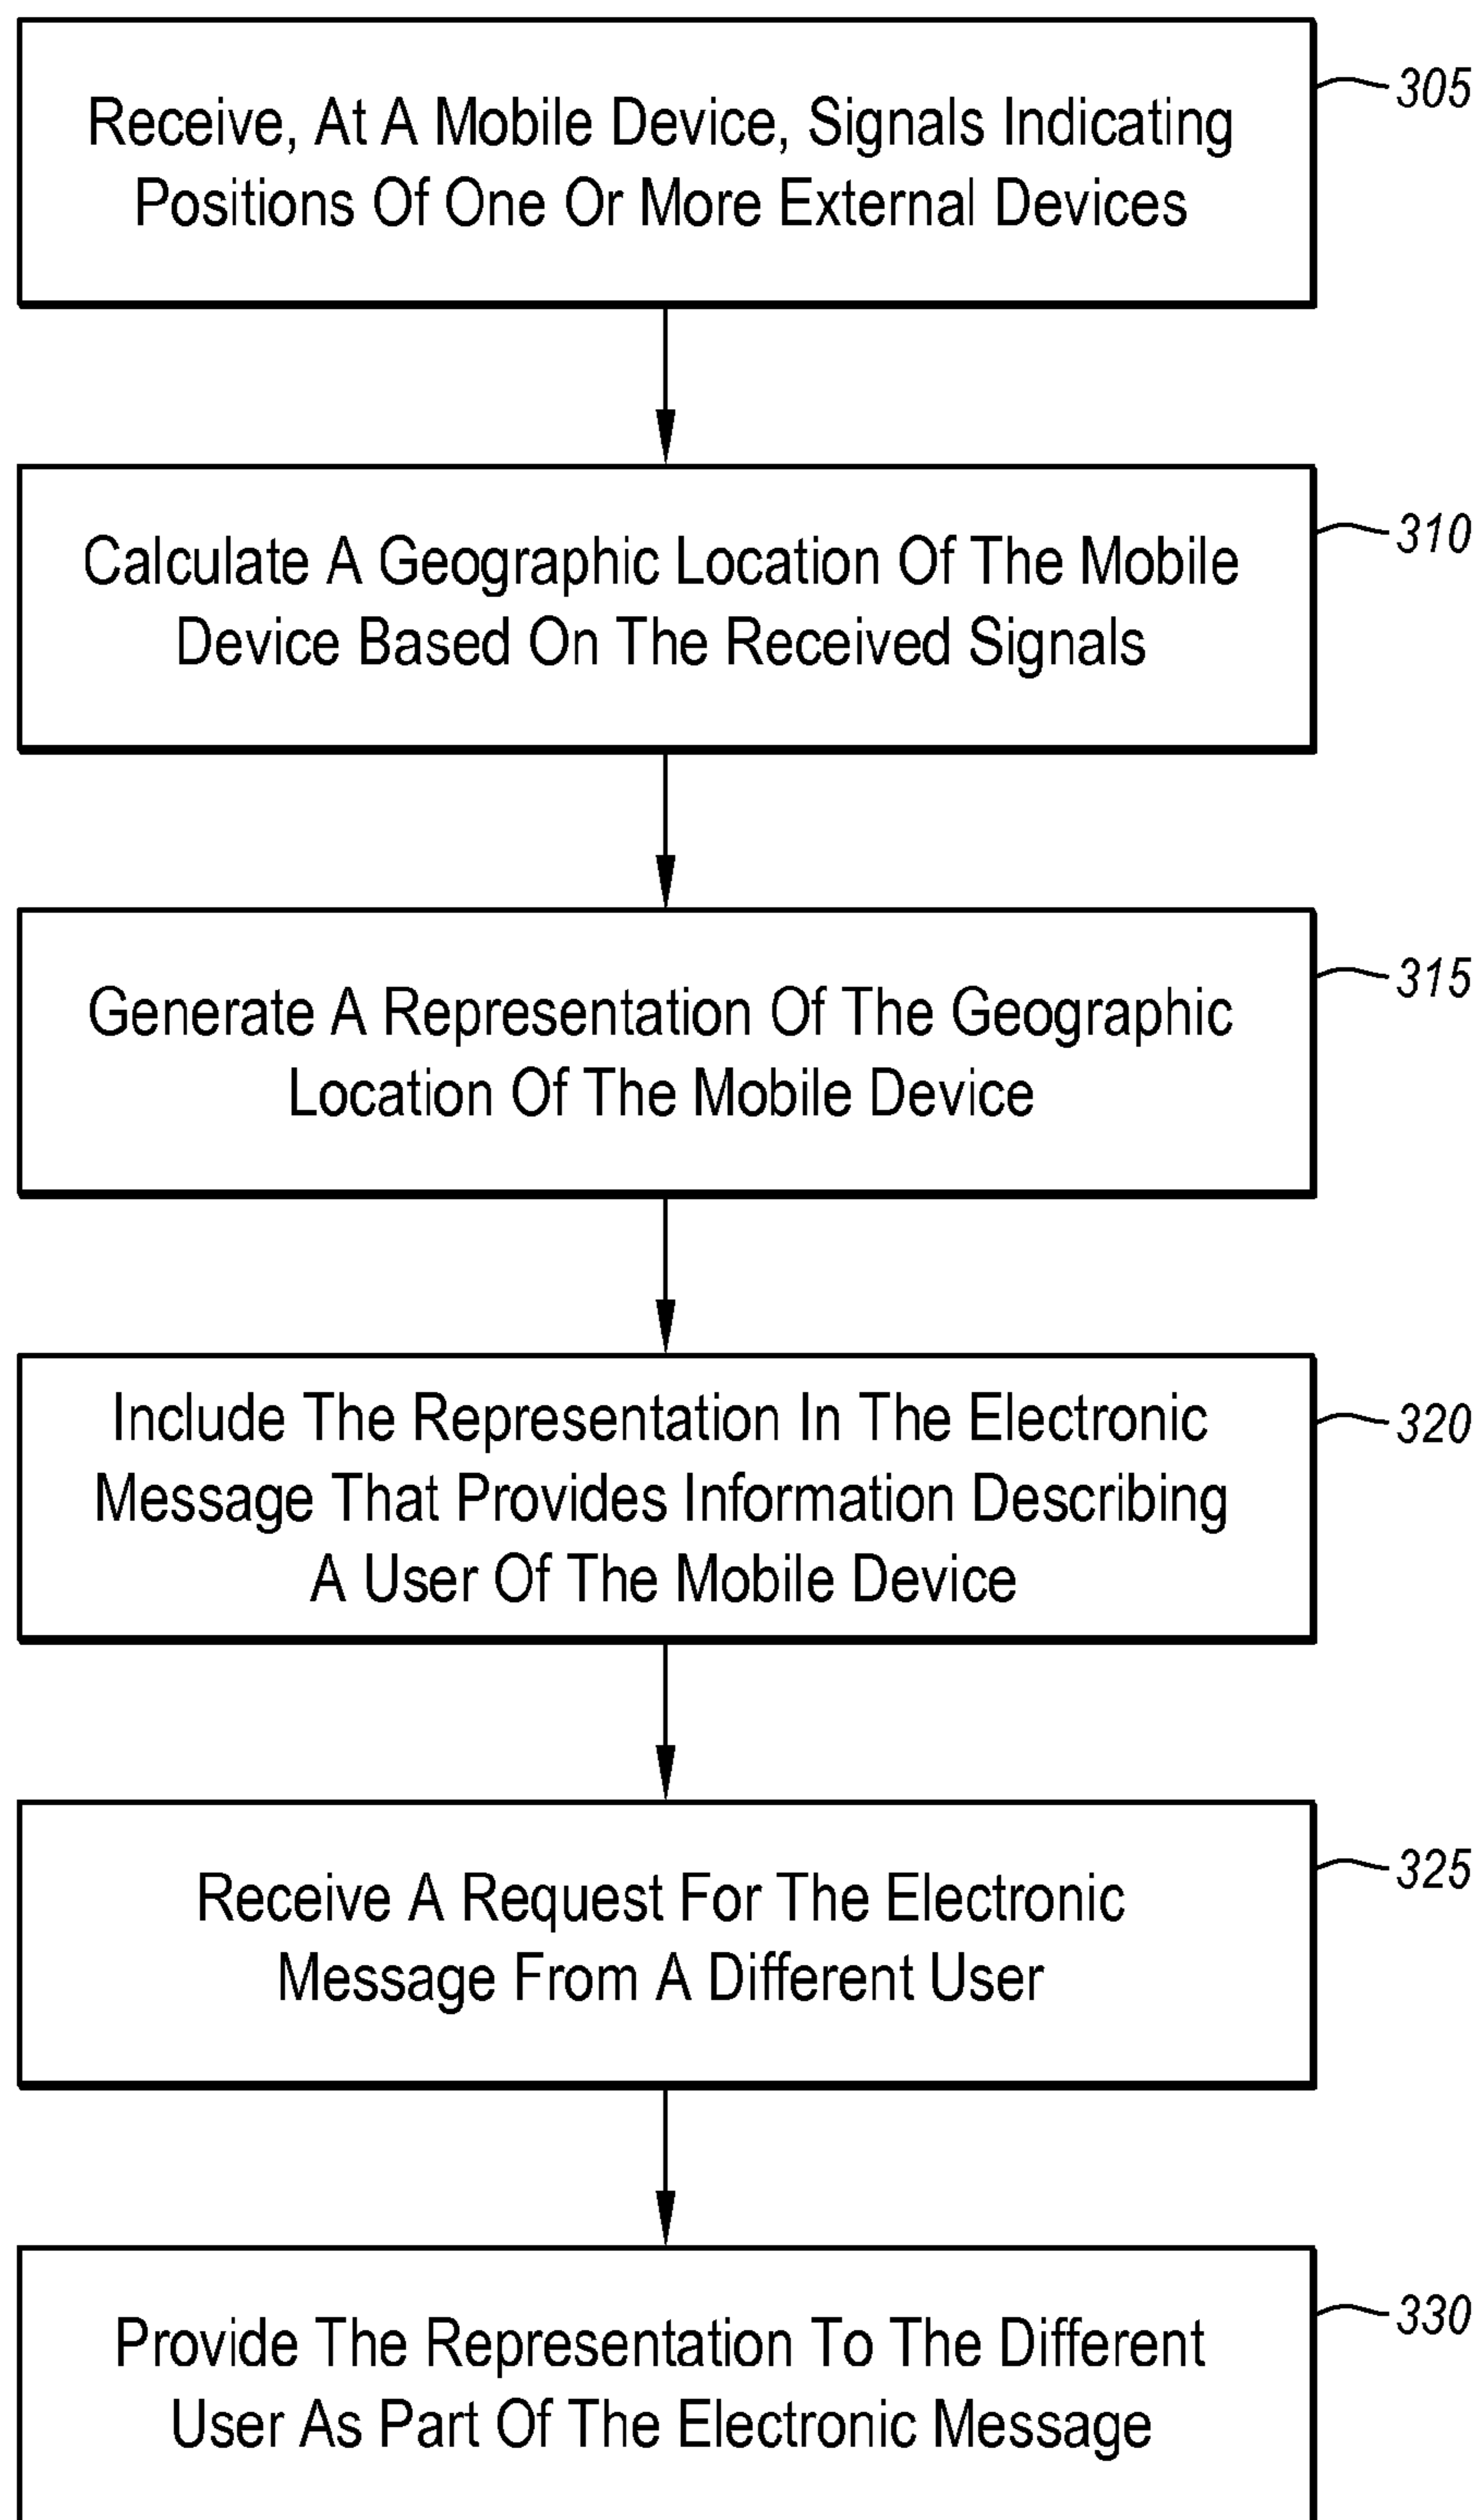 Receive, At A Mobile Device, Signals Indicating
Positions Of One Or More External Devices
305
Calculate A Geographic Location Of The Mobile
Device Based On The Received Signals
310
Generate A Representation Of The Geographic
Location Of The Mobile Device
315
Include The Representation In The Electronic
Message That Provides Information Describing
A User Of The Mobile Device
320
Receive A Request For The Electronic
Message From A Different User
325
Provide The Representation To The Different
User As Part Of The Electronic Message
330